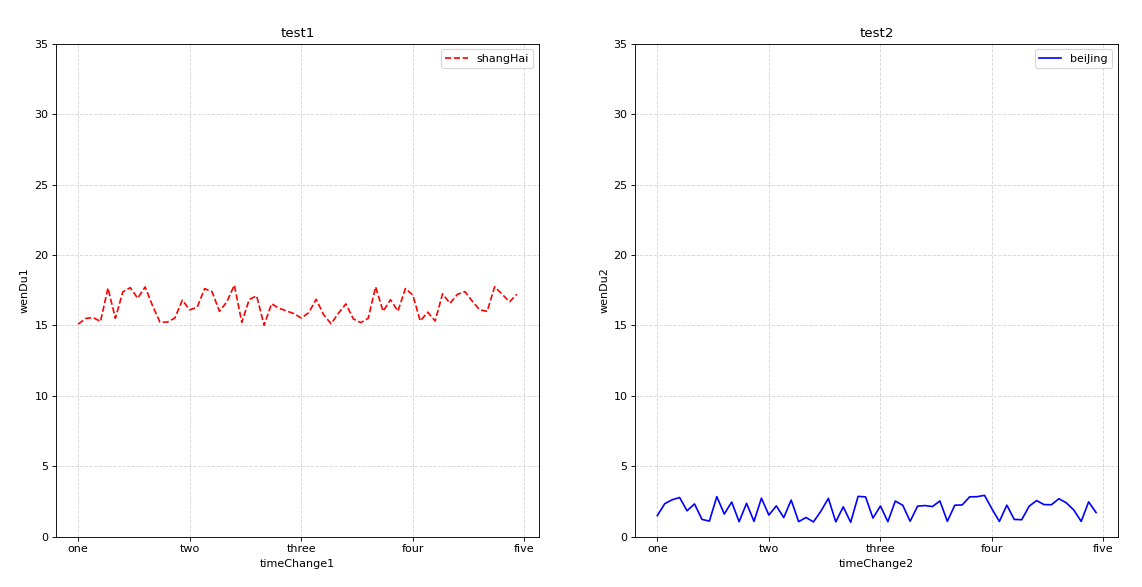 test1
shangHai
35
30
25
20
15
10
5
0
wenDu1
one two three four five
timeChange1
test2
beiJing
35
30
25
20
15
10
5
0
wenDu2
one two three four five
timeChange2